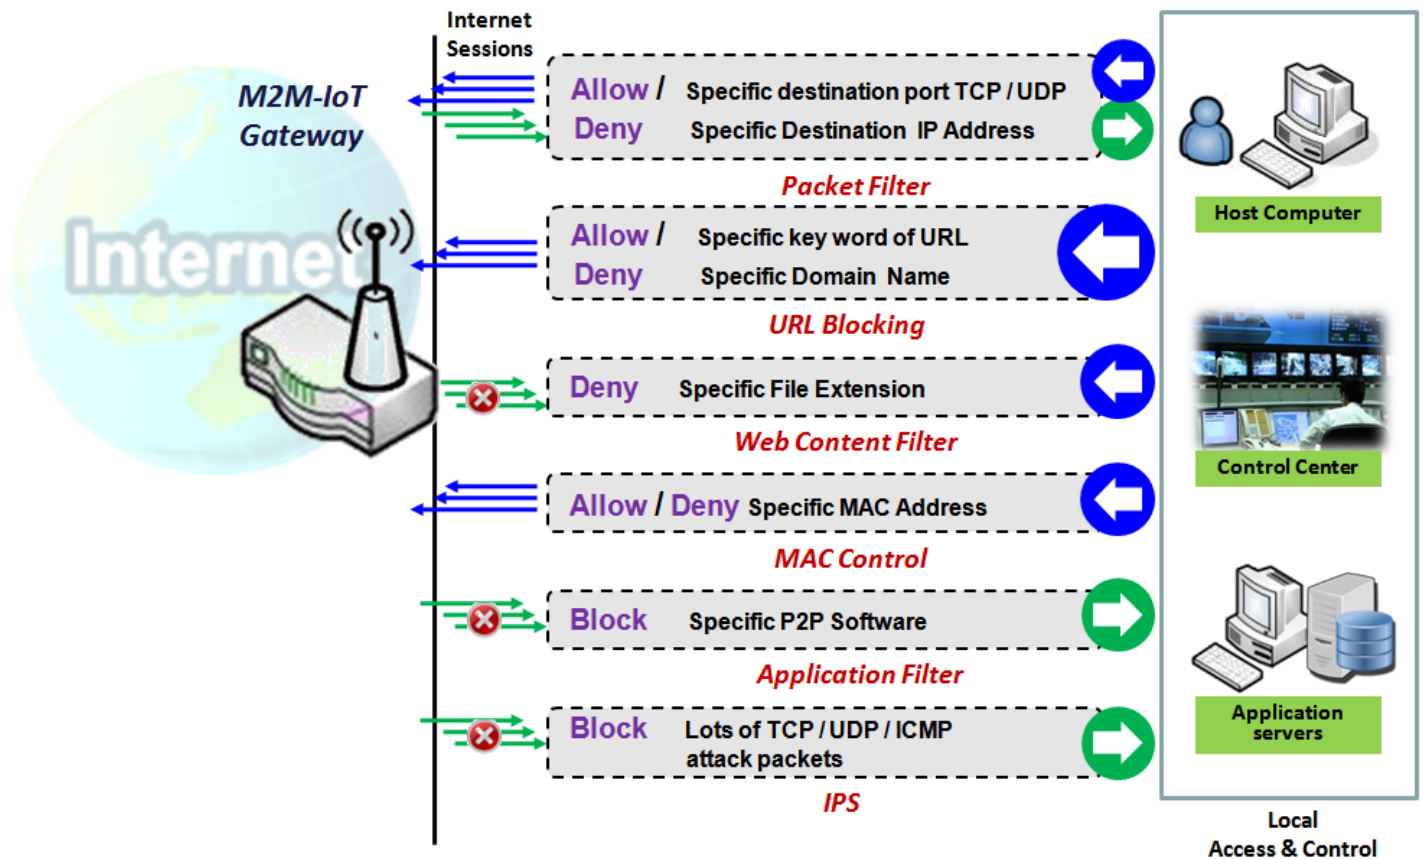 Internet
Sessions
M2M-IoT
Gateway
Internet
Allow / Specific destination port TCP / UDP
Deny Specific Destination IP Address
Packet Filter
Allow / Specific key word of URL
Deny Specific Domain Name
URL Blocking
Deny Specific File Extension
Web Content Filter
Allow / Deny Specific MAC Address
MAC Control
Block Specific P2P Software
Application Filter
Block Lots of TCP / UDP / ICMP
attack packets
IPS
Host Computer
Control Center
Application
servers
Local
Access & Control